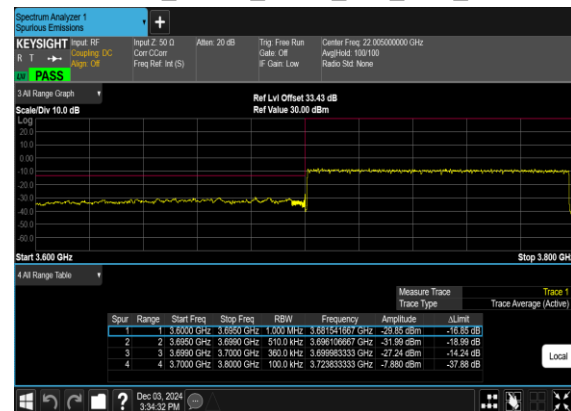 Spectrum Analyzer 1
Spurious Emissions
KEYSIGHT Input: RF Input Z: 50 Ω Atten: 20 dB Trig: Free Run Center Freq: 22.005000000 GHz
R T Coupling: DC Corr CCorr Gate: Off Avg|Hold: 100/100
Align: Off Freq Ref: Int (S) IF Gain: Low Radio Std: None
LV PASS
3 All Range Graph
Ref Lvl Offset 33.43 dB
Scale/Div 10.0 dB Ref Value 30.00 dBm
Log
20.0
10.0
0.00
-10.0
-20.0
-30.0
-40.0
-50.0
-60.0
Start 3.600 GHz Stop 3.800 GHz
4 All Range Table
Measure Trace Trace 1
Trace Type Trace Average (Active)
Spur Range Start Freq Stop Freq RBW Frequency Amplitude ΔLimit
1 1 3.6000 GHz 3.6950 GHz 1.000 MHz 3.681541667 GHz -29.85 dBm -16.85 dB
2 2 3.6950 GHz 3.6990 GHz 510.0 kHz 3.696106667 GHz -31.99 dBm -18.99 dB
3 3 3.6990 GHz 3.7000 GHz 360.0 kHz 3.699983333 GHz -27.24 dBm -14.24 dB
4 4 3.7000 GHz 3.8000 GHz 100.0 kHz 3.723833333 GHz -7.880 dBm -37.88 dB
Local
Dec 03, 2024
3:34:32 PM